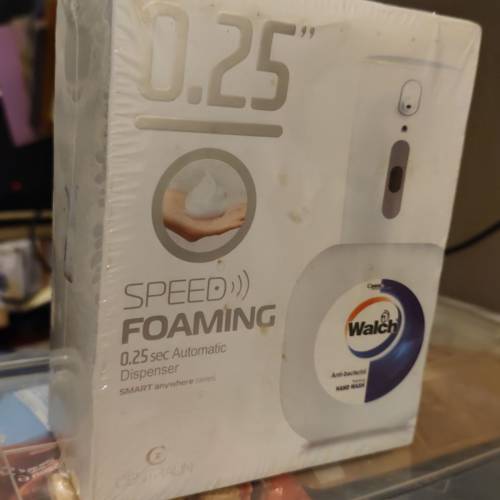 0.25"
SPEED
FOAMING
0.25 sec Automatic
Dispenser
SMART anywhere
Walch
Anti-bacterial
HAND WASH